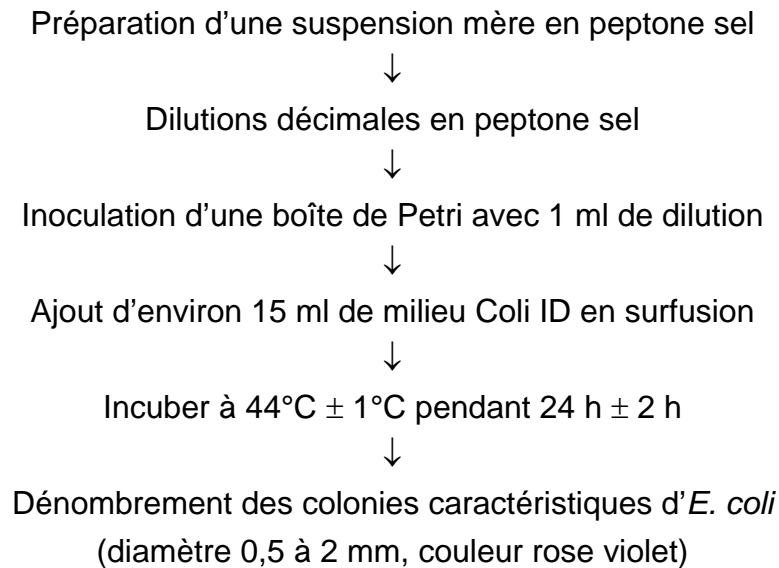 Préparation d'une suspension mère en peptone sel
↓
Dilutions décimales en peptone sel
↓
Inoculation d'une boîte de Petri avec 1 ml de dilution
↓
Ajout d'environ 15 ml de milieu Coli ID en surfusion
↓
Incuber à 44°C ± 1°C pendant 24 h ± 2 h
↓
Dénombrement des colonies caractéristiques d'E. coli
(diamètre 0,5 à 2 mm, couleur rose violet)